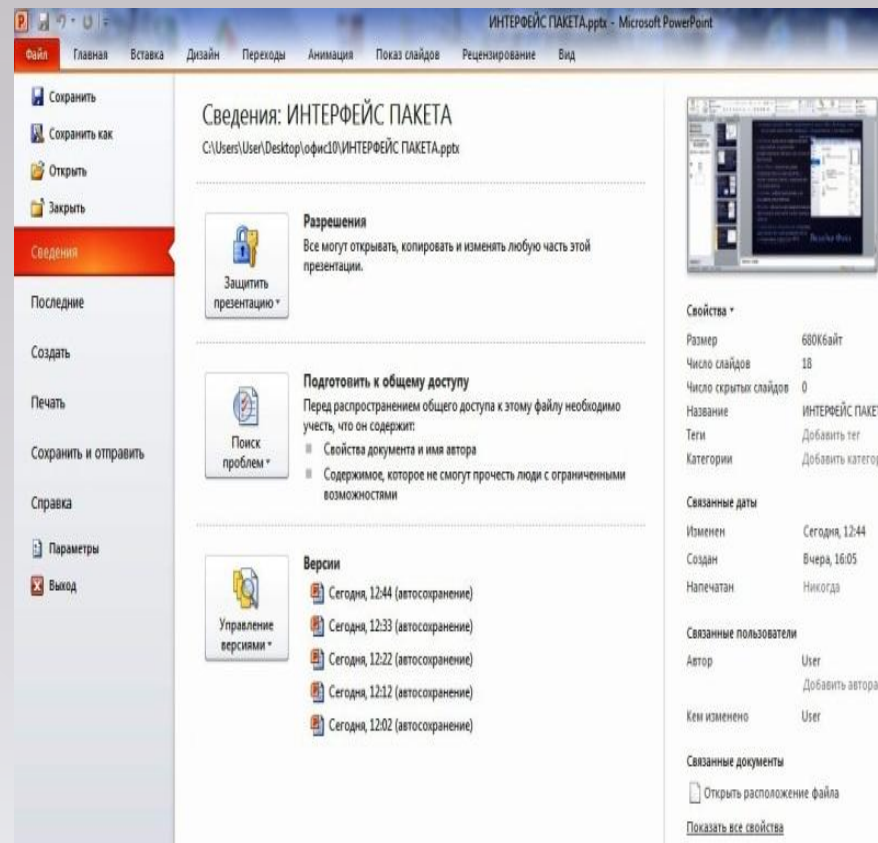 ИНТЕРФЕЙС ПАКЕТА.pptx - Microsoft PowerPoint
Файл Главная Вставка Дизайн Переходы Анимация Показ слайдов Рецензирование Вид
Сохранить
Сохранить как
Открыть
Закрыть
Сведения
Последние
Создать
Печать
Сохранить и отправить
Справка
Параметры
Выход
Сведения: ИНТЕРФЕЙС ПАКЕТА
C:\Users\User\Desktop\офис10\ИНТЕРФЕЙС ПАКЕТА.pptx
Защитить
презентацию
Разрешения
Все могут открывать, копировать и изменять любую часть этой
презентации.
Поиск
проблем
Подготовить к общему доступу
Перед распространением общего доступа к этому файлу необходимо
учесть, что он содержит:
Свойства документа и имя автора
Содержимое, которое не смогут прочесть люди с ограниченными
возможностями
Управление
версиями
Версии
Сегодня, 12:44 (автосохранение)
Сегодня, 12:33 (автосохранение)
Сегодня, 12:22 (автосохранение)
Сегодня, 12:12 (автосохранение)
Сегодня, 12:02 (автосохранение)
Свойства
Размер 680Кбайт
Число слайдов 18
Число скрытых слайдов 0
Название ИНТЕРФЕЙС ПАКЕТ
Теги Добавить тег
Категории Добавить категор
Связанные даты
Изменен Сегодня, 12:44
Создан Вчера, 16:05
Напечатан Никогда
Связанные пользователи
Автор User
Добавить автора
Кем изменено User
Связанные документы
Открыть расположение файла
Показать все свойства